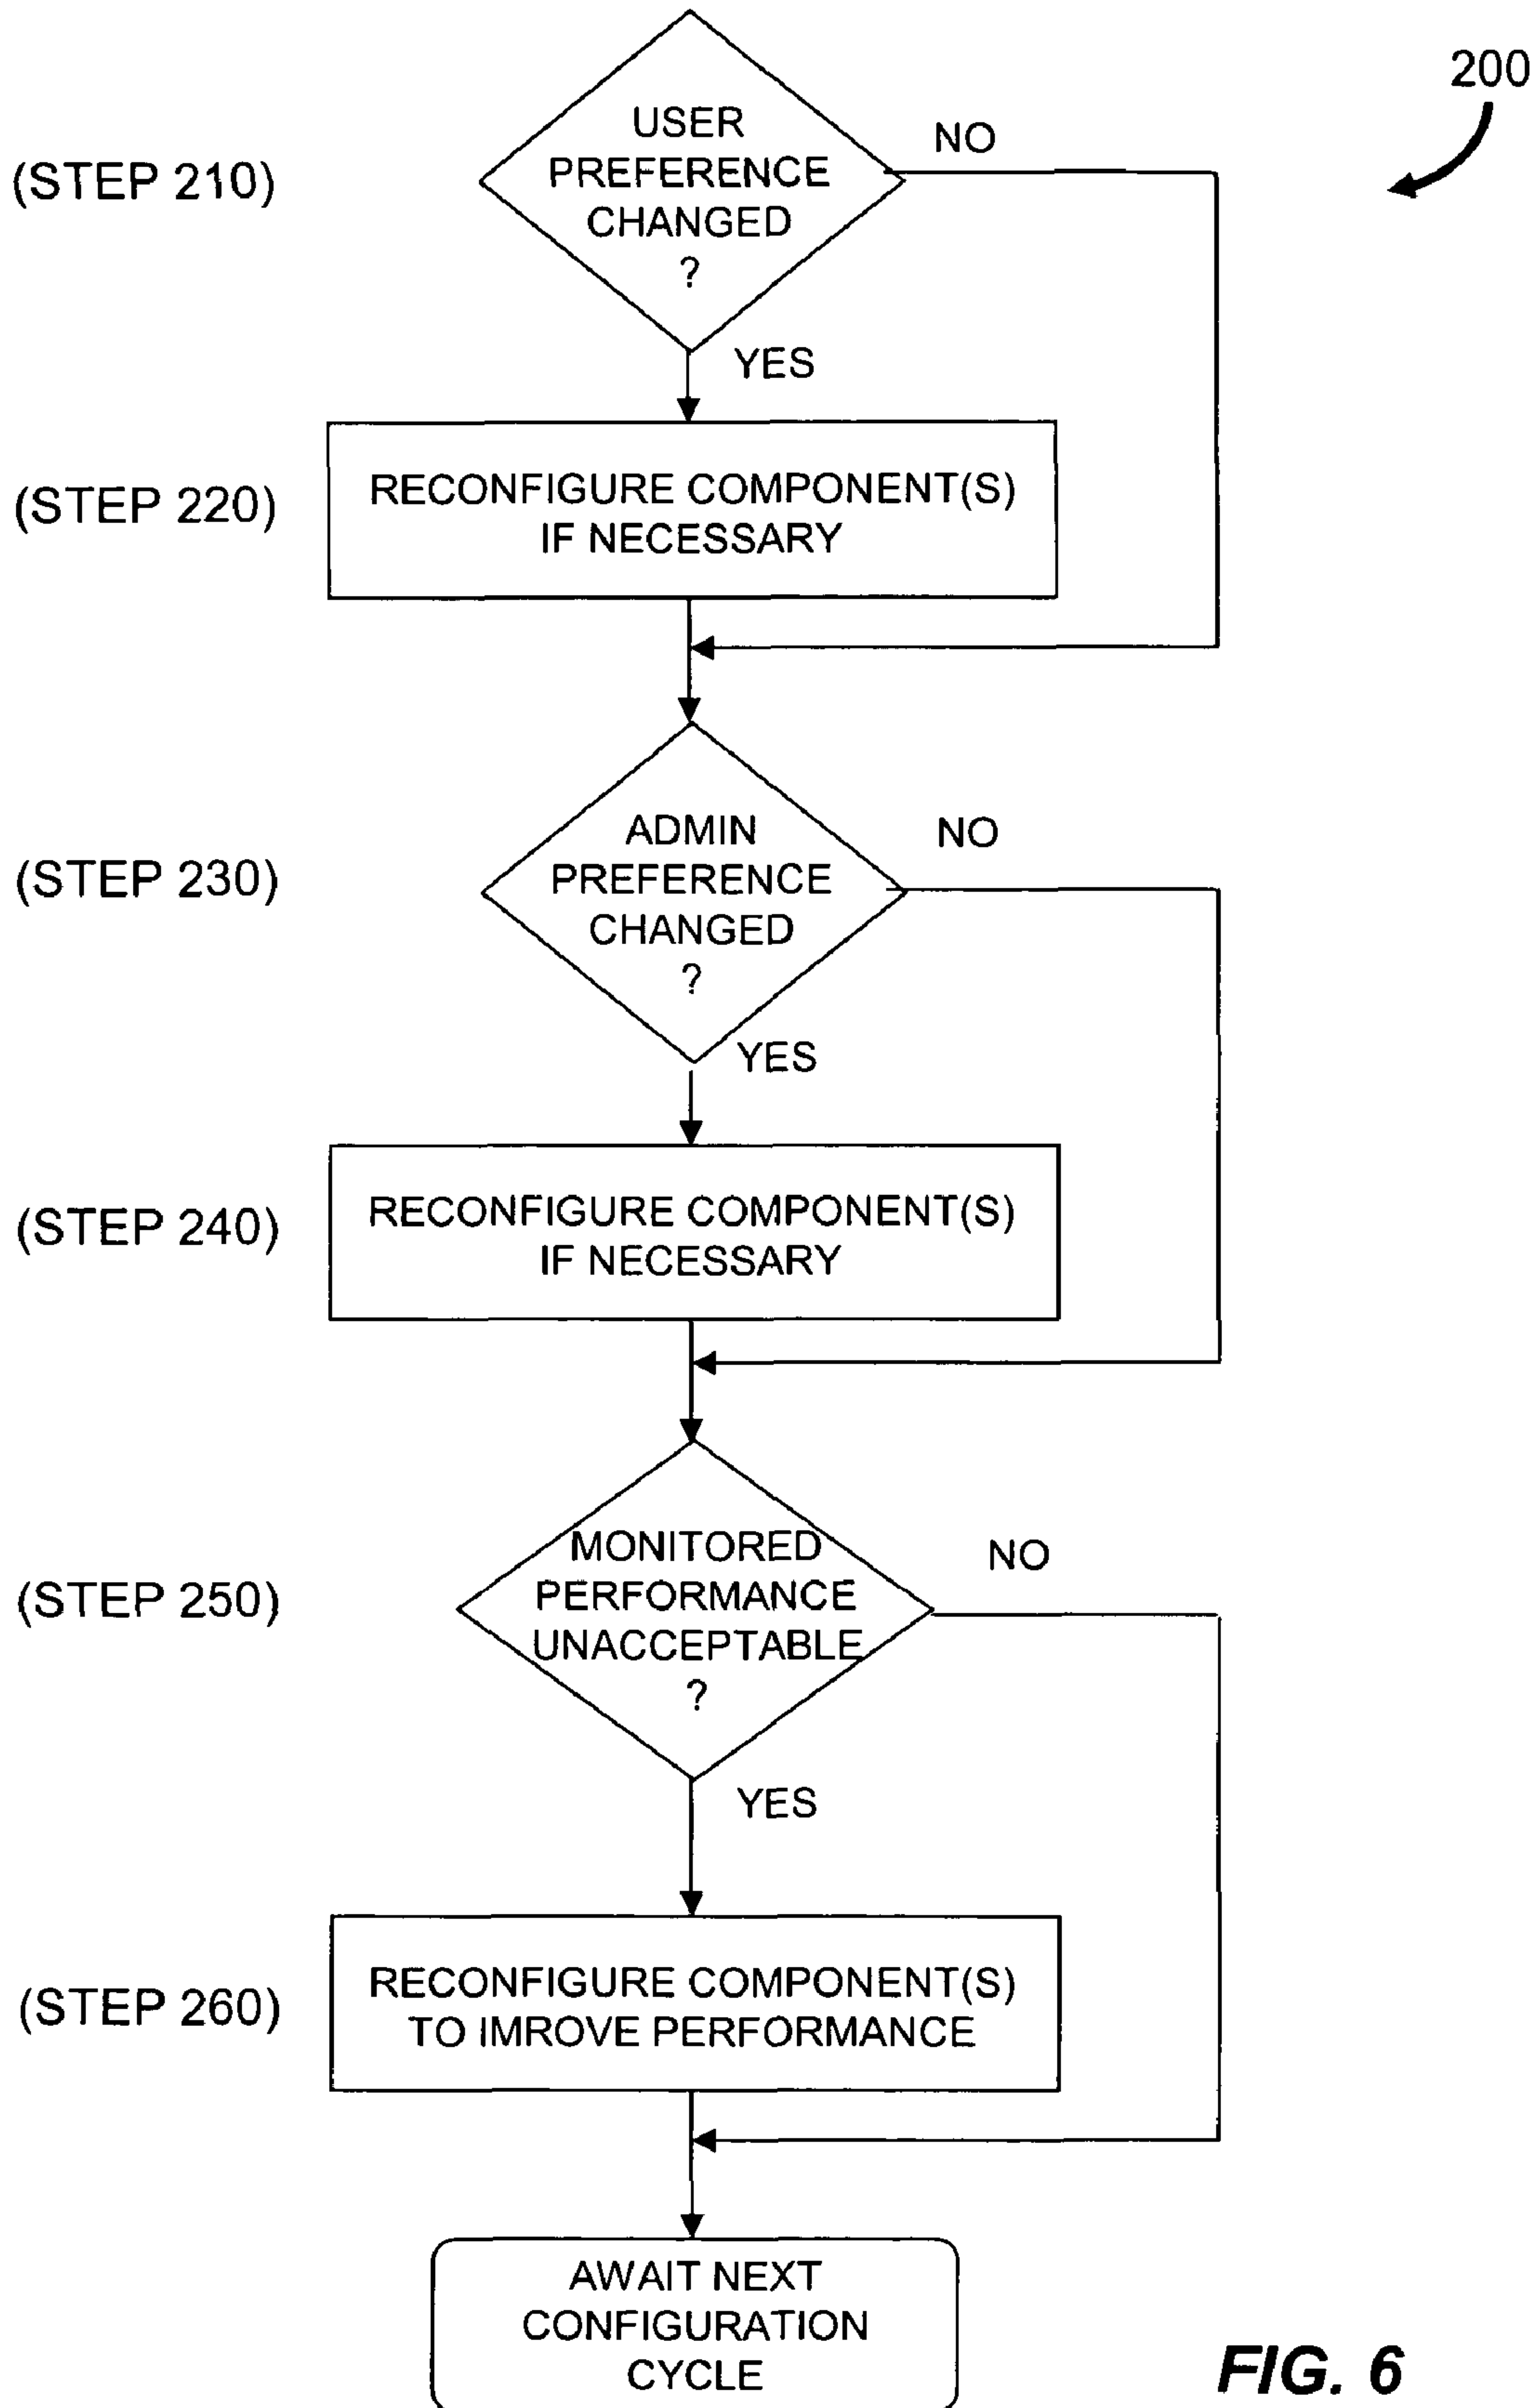 200
(STEP 210)
USER
PREFERENCE
CHANGED
?
NO
YES
(STEP 220)
RECONFIGURE COMPONENT(S)
IF NECESSARY
(STEP 230)
ADMIN
PREFERENCE
CHANGED
?
NO
YES
(STEP 240)
RECONFIGURE COMPONENT(S)
IF NECESSARY
(STEP 250)
MONITORED
PERFORMANCE
UNACCEPTABLE
?
NO
YES
(STEP 260)
RECONFIGURE COMPONENT(S)
TO IMROVE PERFORMANCE
AWAIT NEXT
CONFIGURATION
CYCLE
FIG. 6